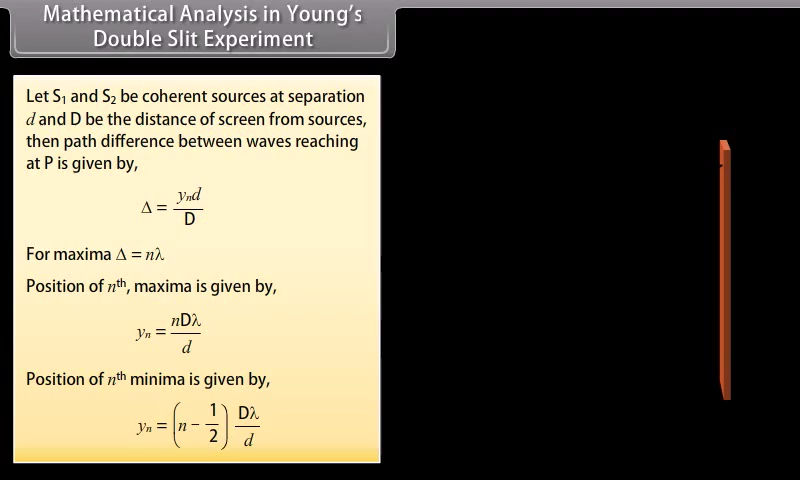 Mathematical Analysis in Young's
Double Slit Experiment
Let S₁ and S₂ be coherent sources at separation
d and D be the distance of screen from sources,
then path difference between waves reaching
at P is given by,
Δ = yₙd / D
For maxima Δ = nλ
Position of nᵗʰ, maxima is given by,
yₙ = nDλ / d
Position of nᵗʰ minima is given by,
yₙ = (n − 1/2) Dλ / d